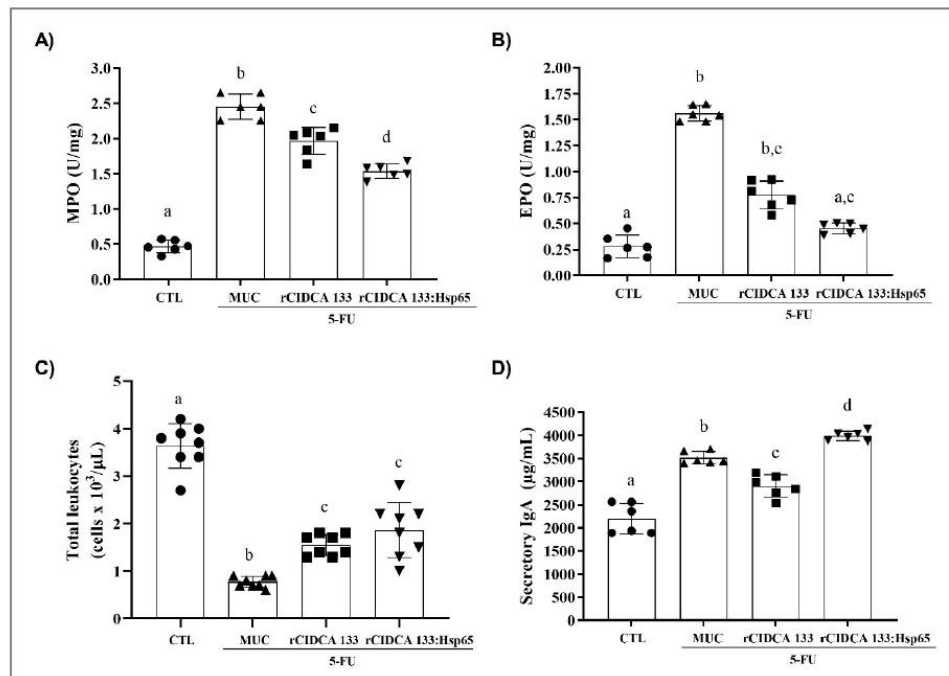 A)
MPO (U/mg)
3.0
2.5
2.0
1.5
1.0
0.5
0.0
a
b
c
d
CTL
MUC
rCIDCA 133
rCIDCA 133:Hsp65
5-FU
B)
EPO (U/mg)
2.00
1.75
1.50
1.25
1.00
0.75
0.50
0.25
0.00
a
b
b,c
a,c
CTL
MUC
rCIDCA 133
rCIDCA 133:Hsp65
5-FU
C)
Total leukocytes
(cells x 10³/µL)
5
4
3
2
1
0
a
b
c
c
CTL
MUC
rCIDCA 133
rCIDCA 133:Hsp65
5-FU
D)
Secretory IgA (µg/mL)
4500
4000
3500
3000
2500
2000
1500
1000
500
0
a
b
c
d
CTL
MUC
rCIDCA 133
rCIDCA 133:Hsp65
5-FU